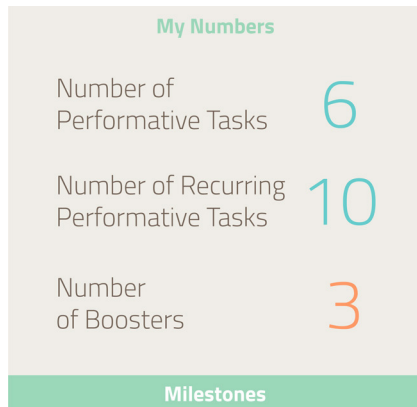 My Numbers
Number of
Performative Tasks
6
Number of Recurring
Performative Tasks
10
Number
of Boosters
3
Milestones